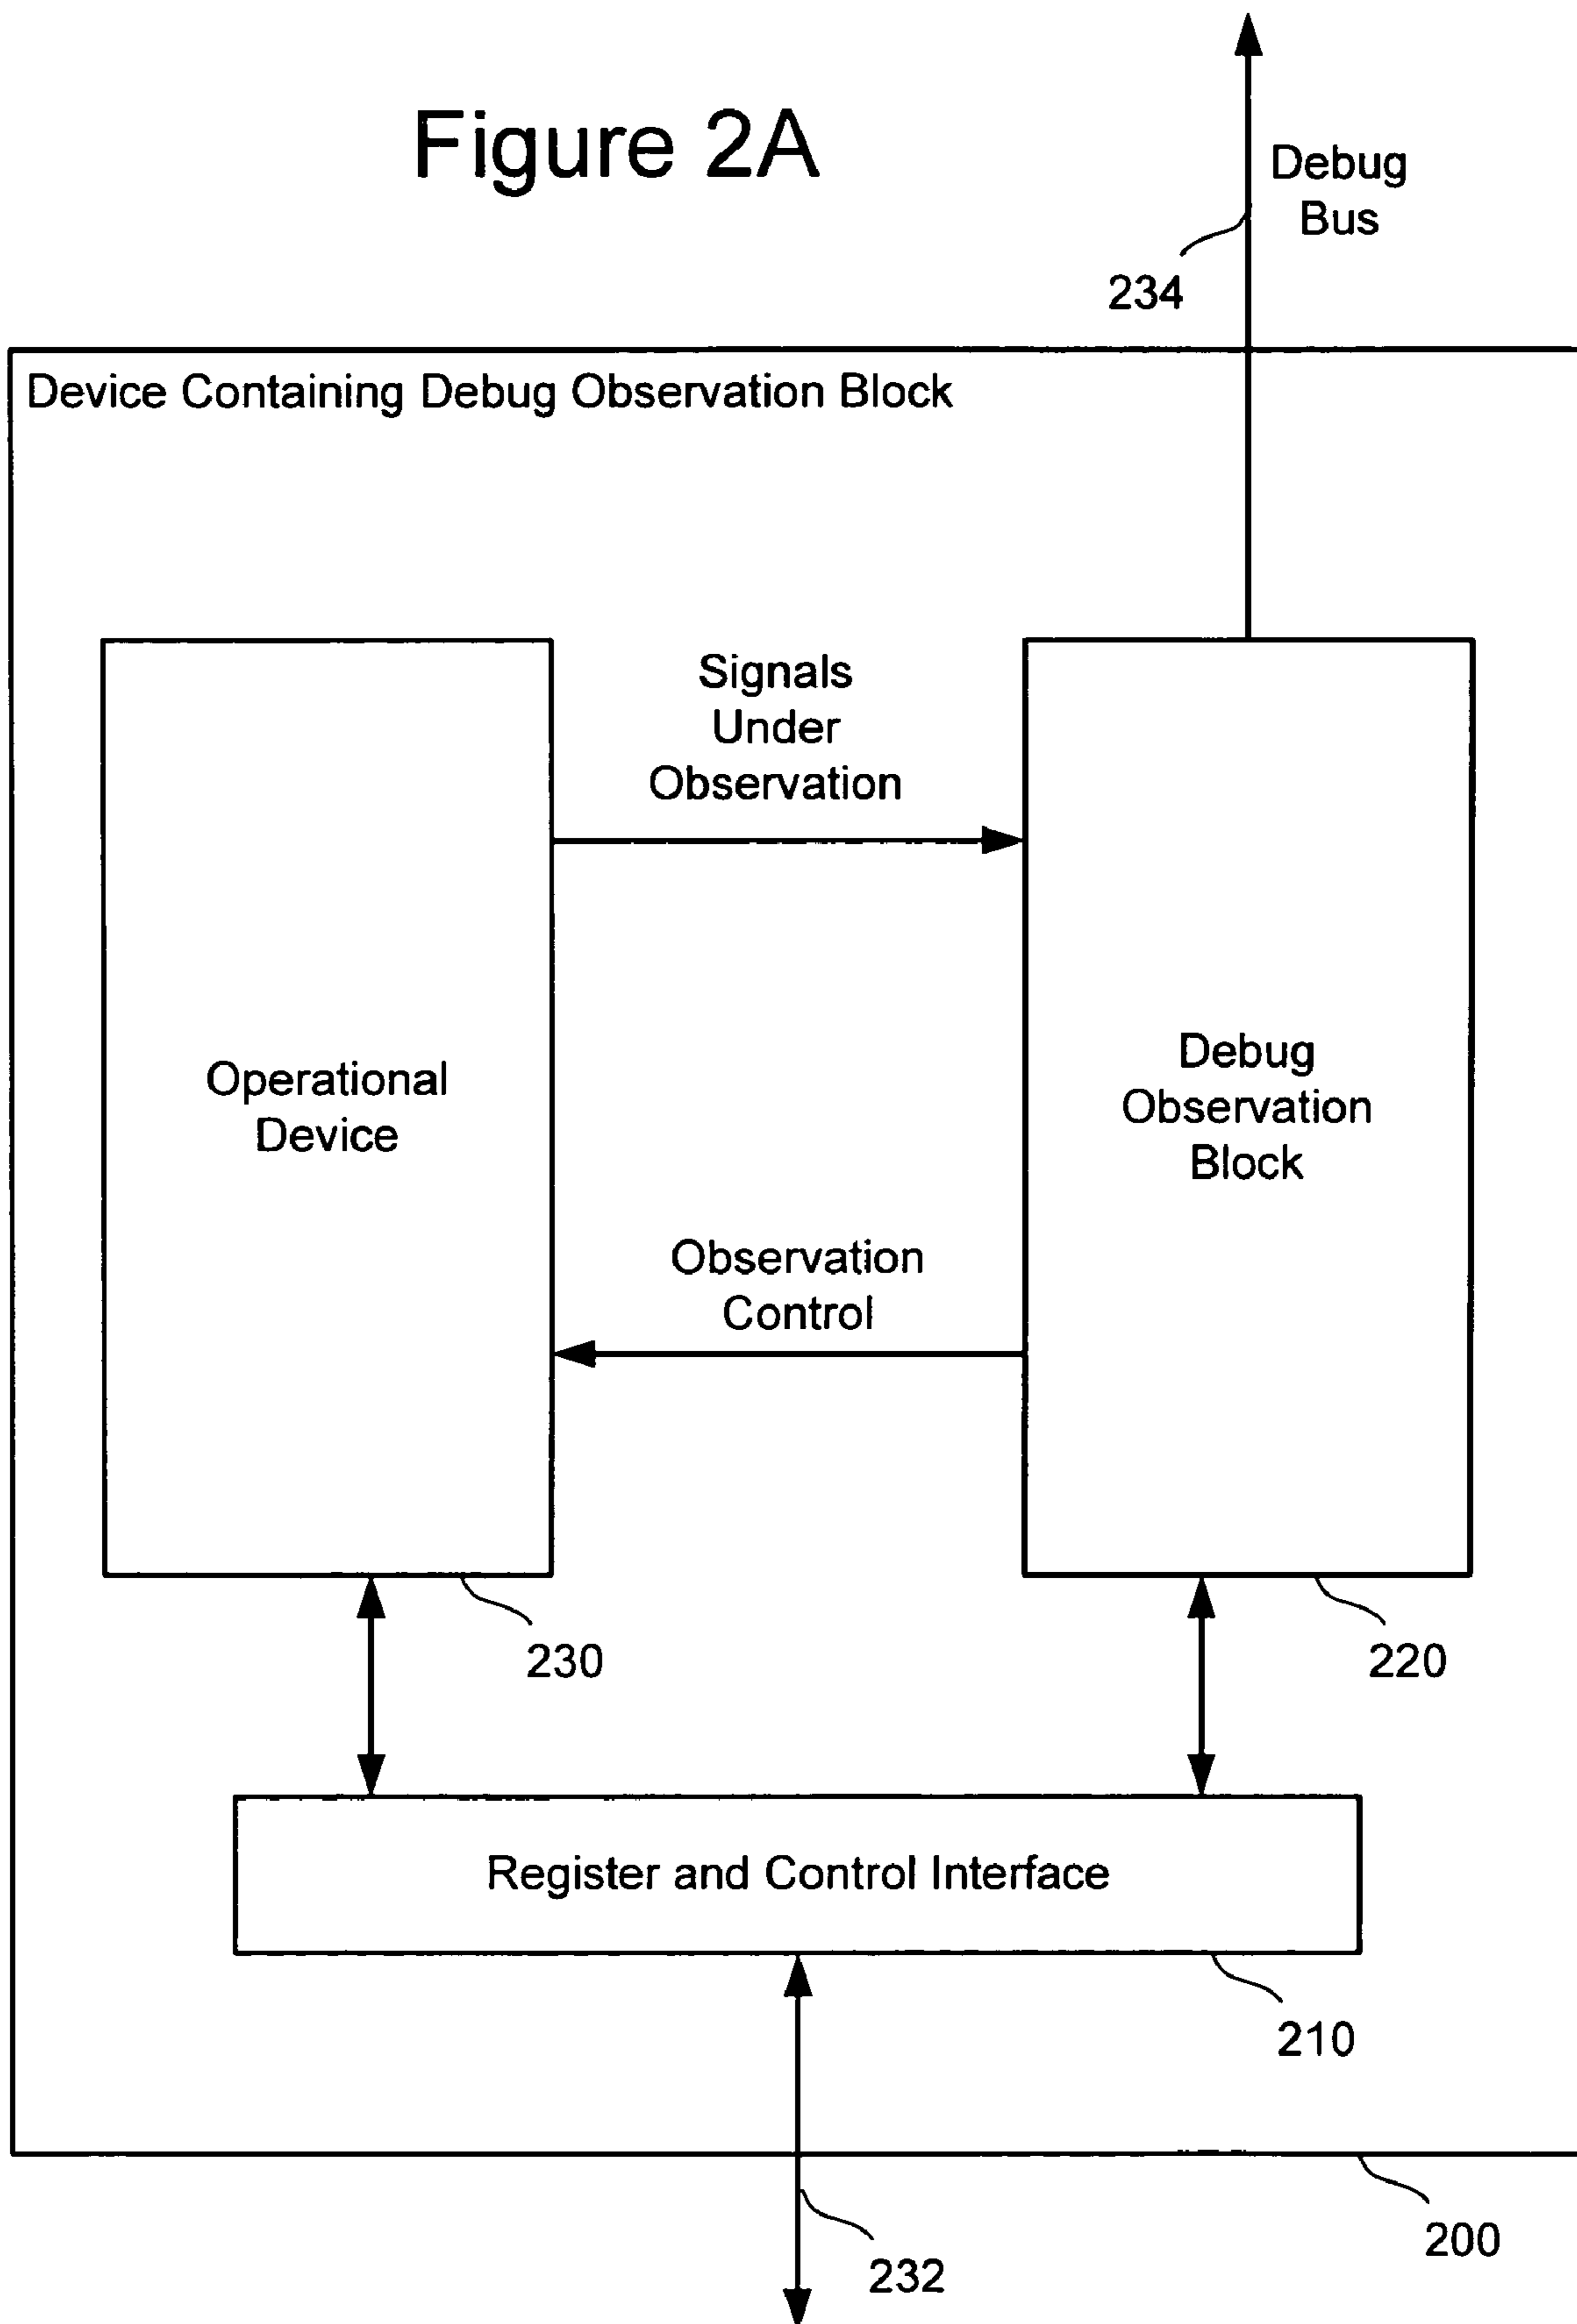 Figure 2A
Debug
Bus
234
Device Containing Debug Observation Block
Signals
Under
Observation
Operational
Device
Debug
Observation
Block
Observation
Control
230
220
Register and Control Interface
210
200
232